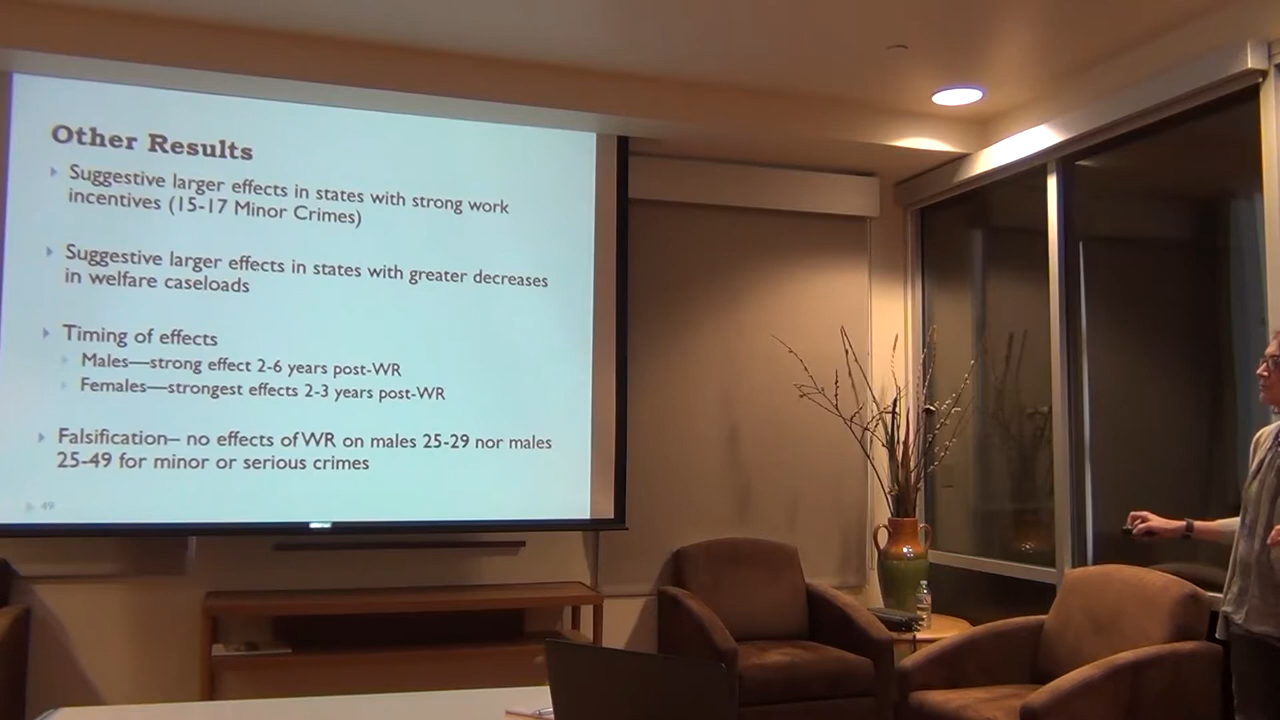 Other Results
Suggestive larger effects in states with strong work
incentives (15-17 Minor Crimes)
Suggestive larger effects in states with greater decreases
in welfare caseloads
Timing of effects
Males—strong effect 2-6 years post-WR
Females—strongest effects 2-3 years post-WR
Falsification– no effects of WR on males 25-29 nor males
25-49 for minor or serious crimes
49